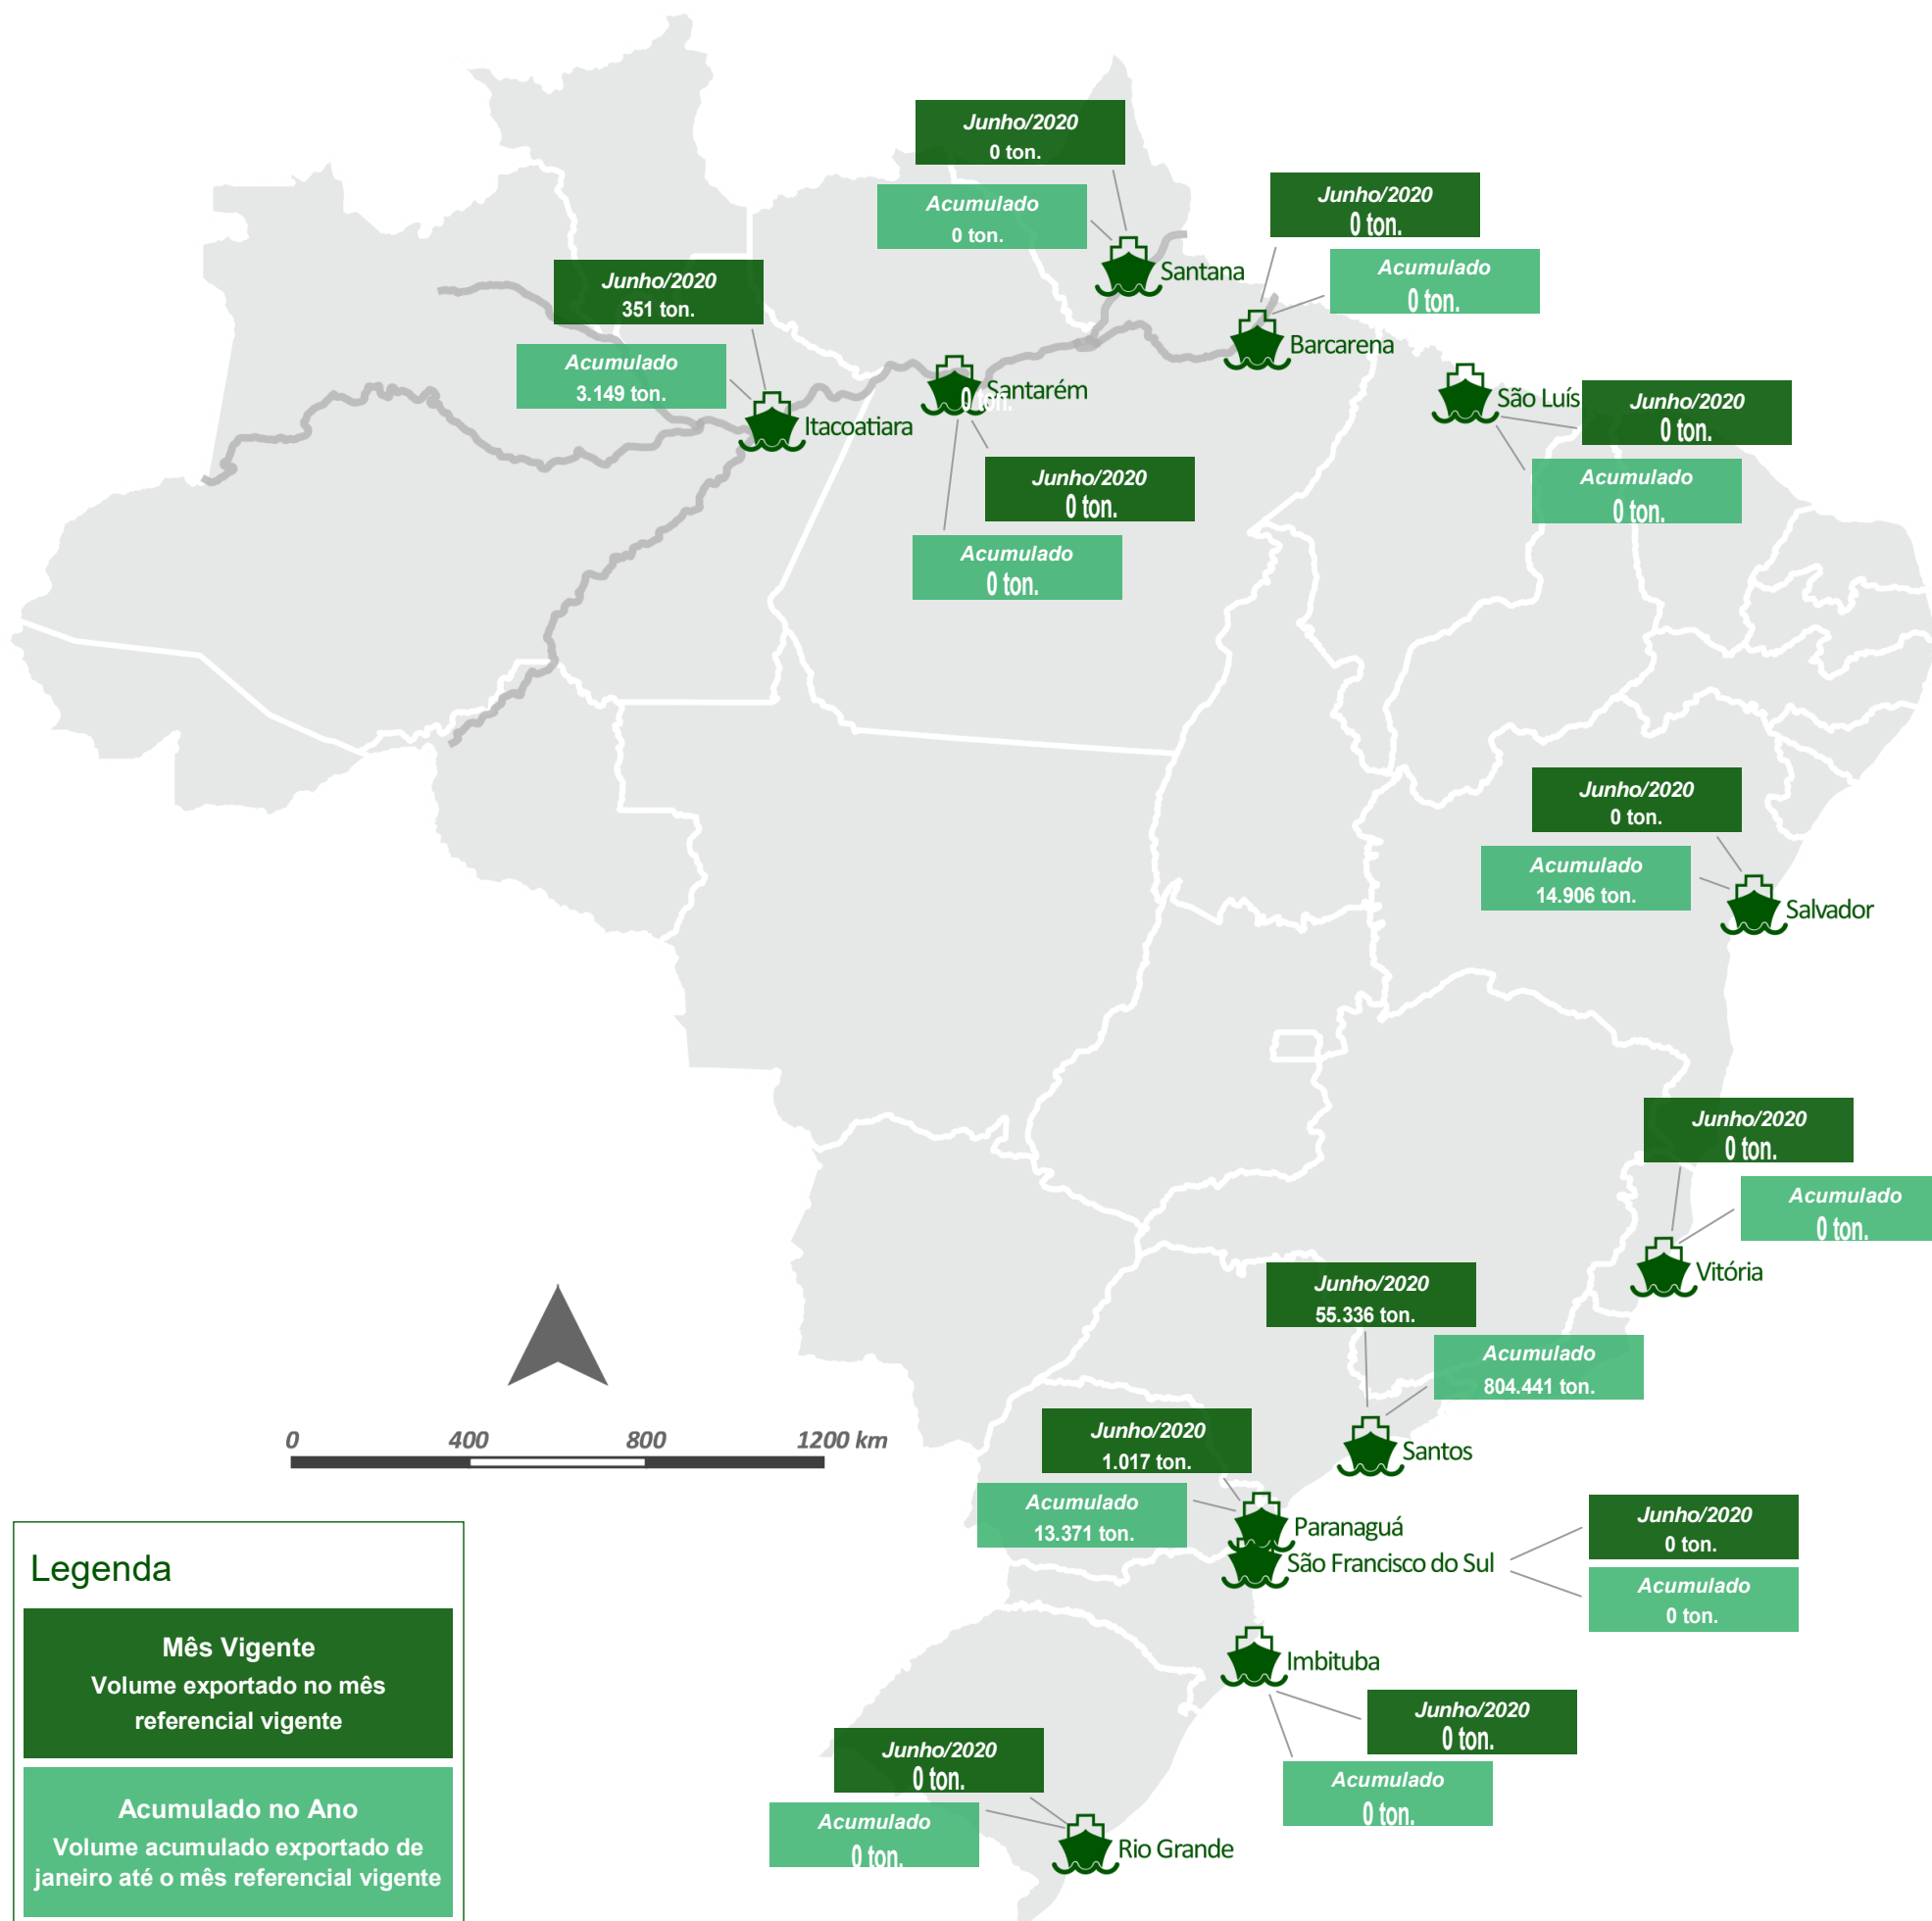 Junho/2020
0 ton.
Acumulado
0 ton.
Santana
Junho/2020
0 ton.
Acumulado
0 ton.
Barcarena
Junho/2020
351 ton.
Acumulado
3.149 ton.
Itacoatiara
Santarém
0 ton.
Junho/2020
0 ton.
Acumulado
0 ton.
São Luís
Junho/2020
0 ton.
Acumulado
0 ton.
Junho/2020
0 ton.
Acumulado
14.906 ton.
Salvador
Junho/2020
0 ton.
Acumulado
0 ton.
Vitória
Junho/2020
55.336 ton.
Acumulado
804.441 ton.
Santos
Junho/2020
1.017 ton.
Acumulado
13.371 ton.
Paranaguá
São Francisco do Sul
Junho/2020
0 ton.
Acumulado
0 ton.
Imbituba
Junho/2020
0 ton.
Acumulado
0 ton.
Junho/2020
0 ton.
Acumulado
0 ton.
Rio Grande
0 400 800 1200 km
Legenda
Mês Vigente
Volume exportado no mês
referencial vigente
Acumulado no Ano
Volume acumulado exportado de
janeiro até o mês referencial vigente